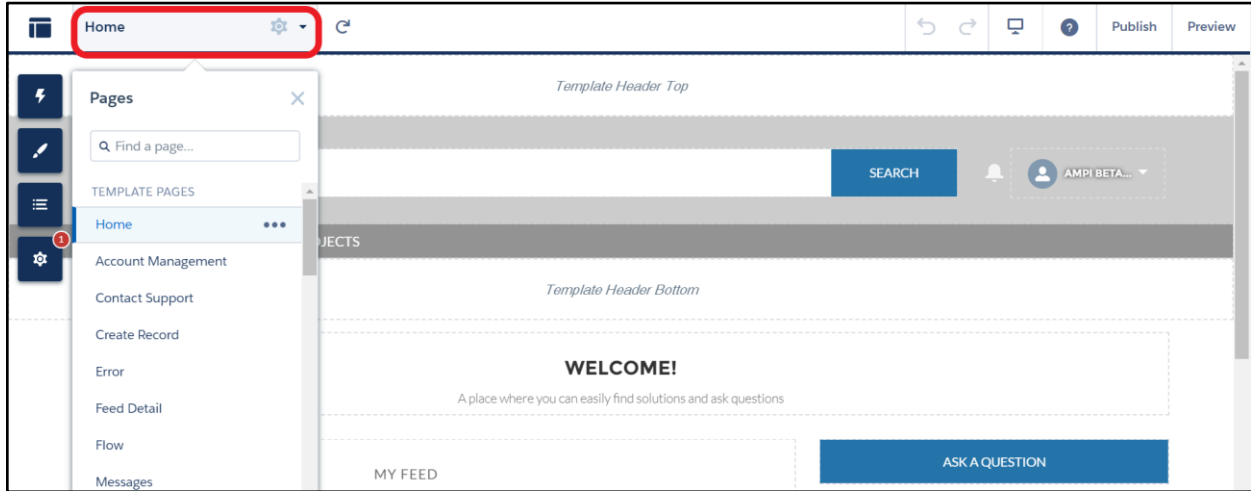 Home
?
Publish
Preview
Pages
Find a page...
TEMPLATE PAGES
Home
Account Management
Contact Support
Create Record
Error
Feed Detail
Flow
Messages
1
Template Header Top
SEARCH
AMPI BETA...
JECTS
Template Header Bottom
WELCOME!
A place where you can easily find solutions and ask questions
MY FEED
ASK A QUESTION